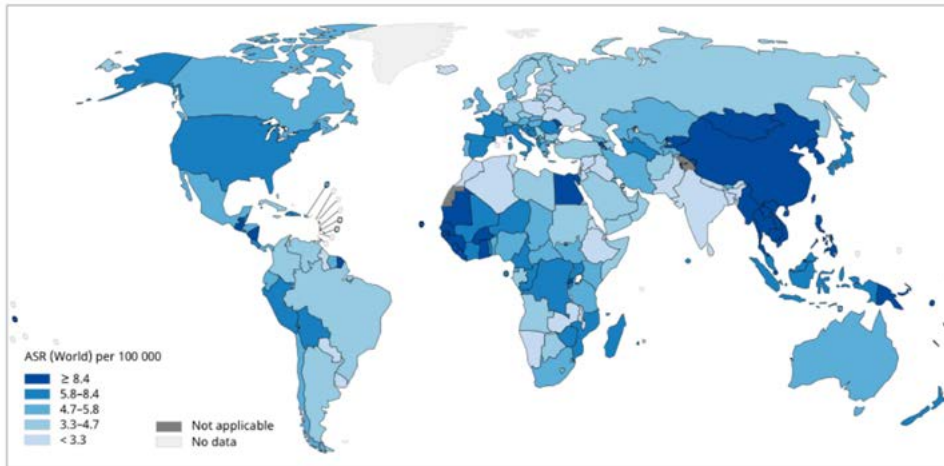 ASR (World) per 100 000
≥ 8.4
5.8–8.4
4.7–5.8
3.3–4.7
< 3.3
Not applicable
No data